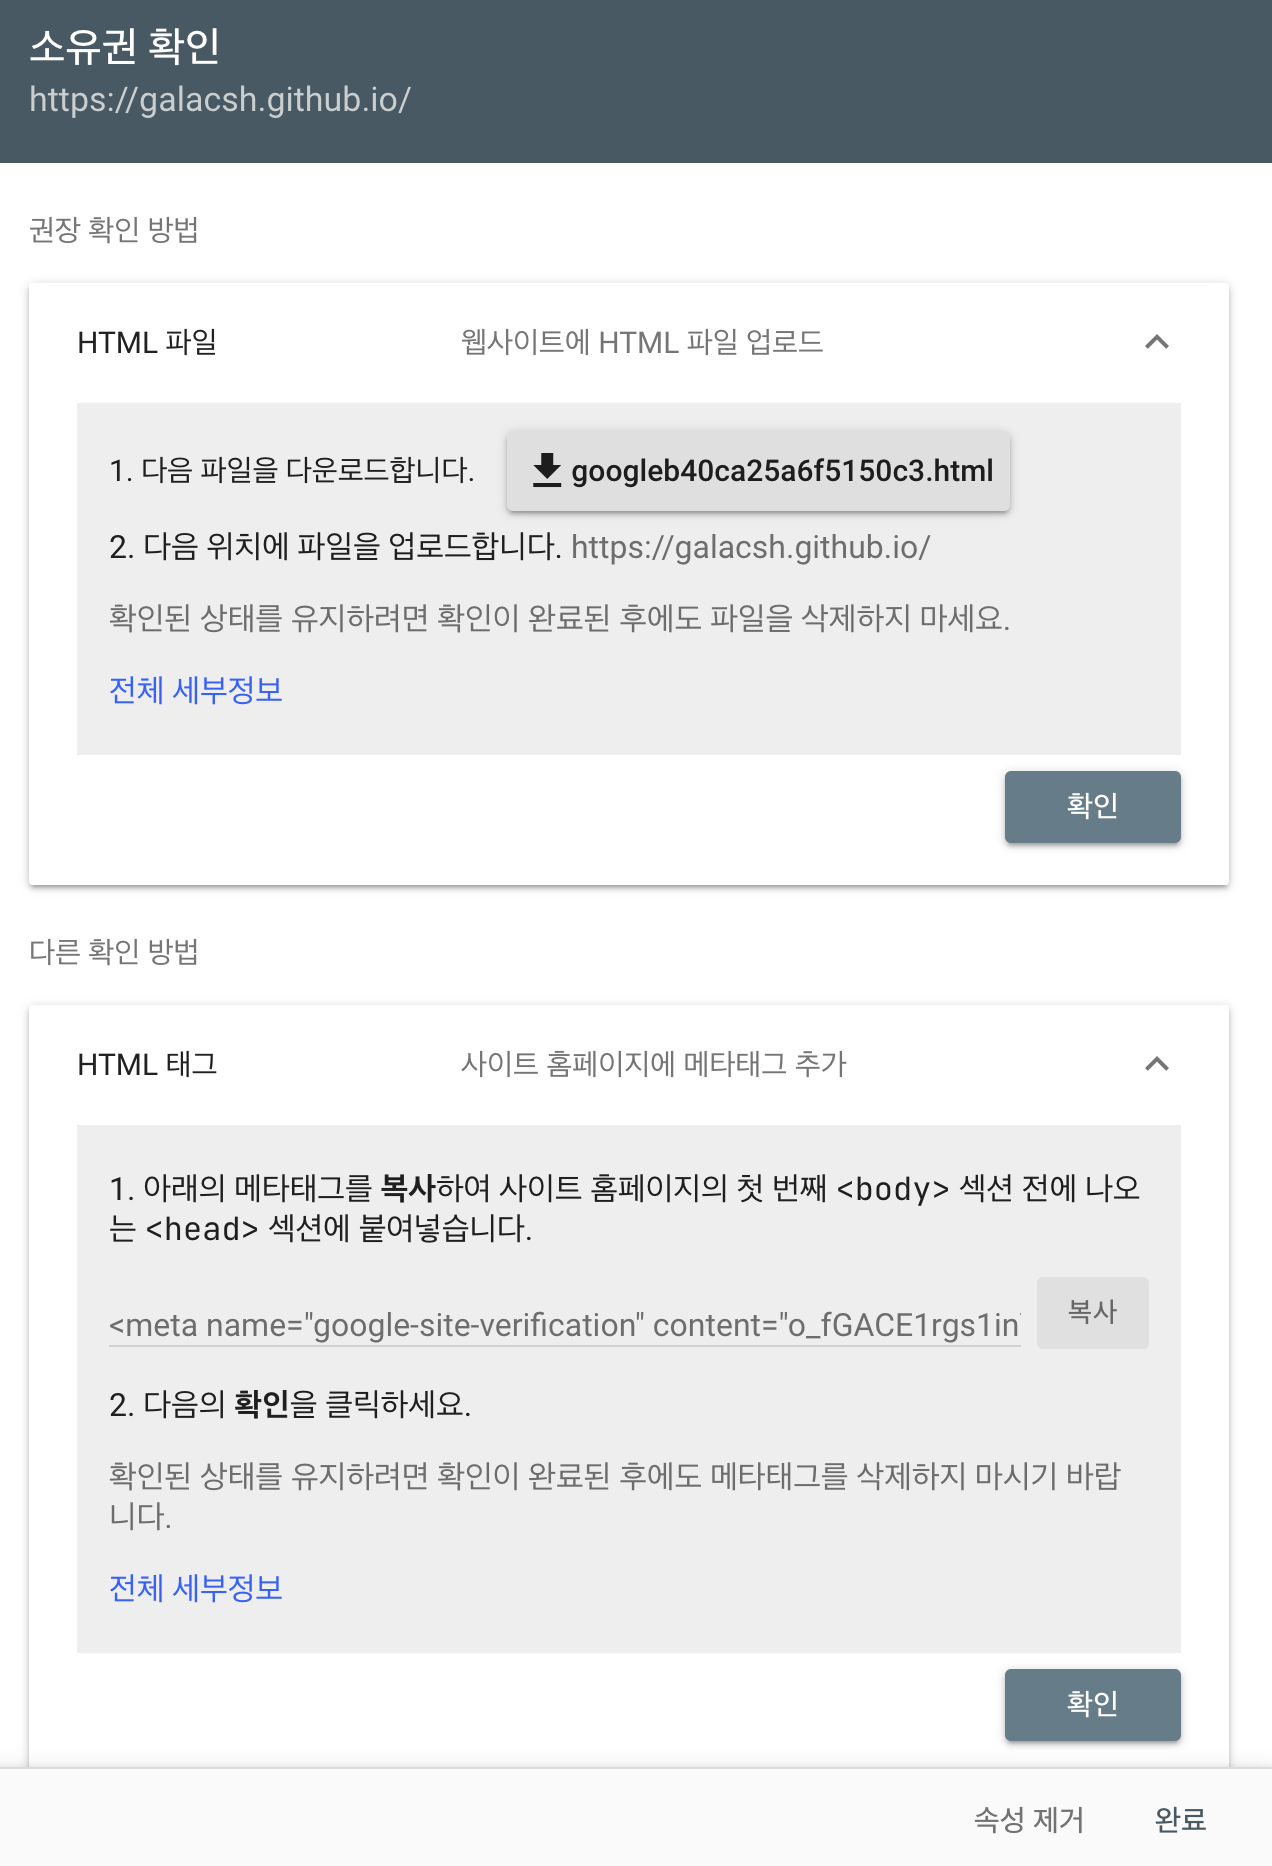 소유권 확인
https://galacsh.github.io/
권장 확인 방법
HTML 파일 웹사이트에 HTML 파일 업로드
1. 다음 파일을 다운로드합니다. googleb40ca25a6f5150c3.html
2. 다음 위치에 파일을 업로드합니다. https://galacsh.github.io/
확인된 상태를 유지하려면 확인이 완료된 후에도 파일을 삭제하지 마세요.
전체 세부정보
확인
다른 확인 방법
HTML 태그 사이트 홈페이지에 메타태그 추가
1. 아래의 메타태그를 복사하여 사이트 홈페이지의 첫 번째 <body> 섹션 전에 나오
는 <head> 섹션에 붙여넣습니다.
<meta name="google-site-verification" content="o_fGACE1rgs1in
복사
2. 다음의 확인을 클릭하세요.
확인된 상태를 유지하려면 확인이 완료된 후에도 메타태그를 삭제하지 마시기 바랍
니다.
전체 세부정보
확인
속성 제거 완료